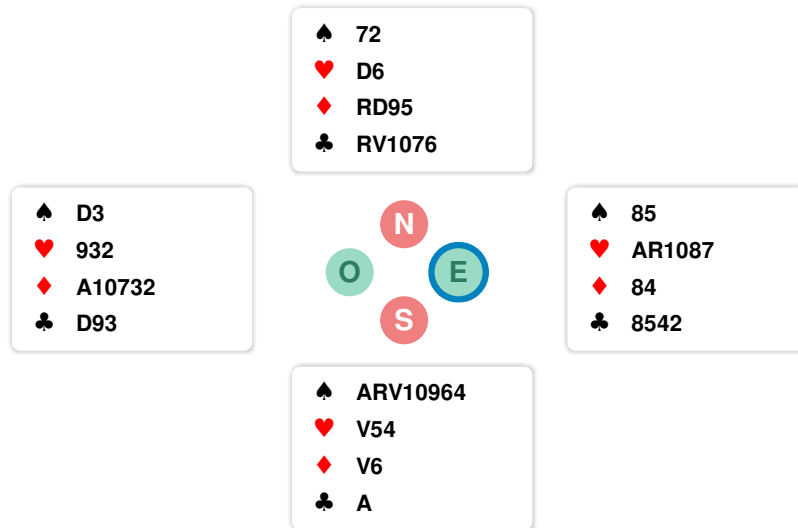 ♠ 72
♥ D6
♦ RD95
♣ RV1076
♠ D3
♥ 932
♦ A10732
♣ D93
N
O E
S
♠ 85
♥ AR1087
♦ 84
♣ 8542
♠ ARV10964
♥ V54
♦ V6
♣ A